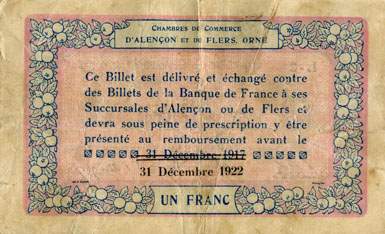 CHAMBRES DE COMMERCE
D'ALENÇON ET DE FLERS, ORNE
Ce Billet est délivré et échangé contre
des Billets de la Banque de France à ses
Succursales d'Alençon ou de Flers et
devra sous peine de prescription y être
présenté au remboursement avant le
31 Décembre 1917
31 Décembre 1922
UN FRANC